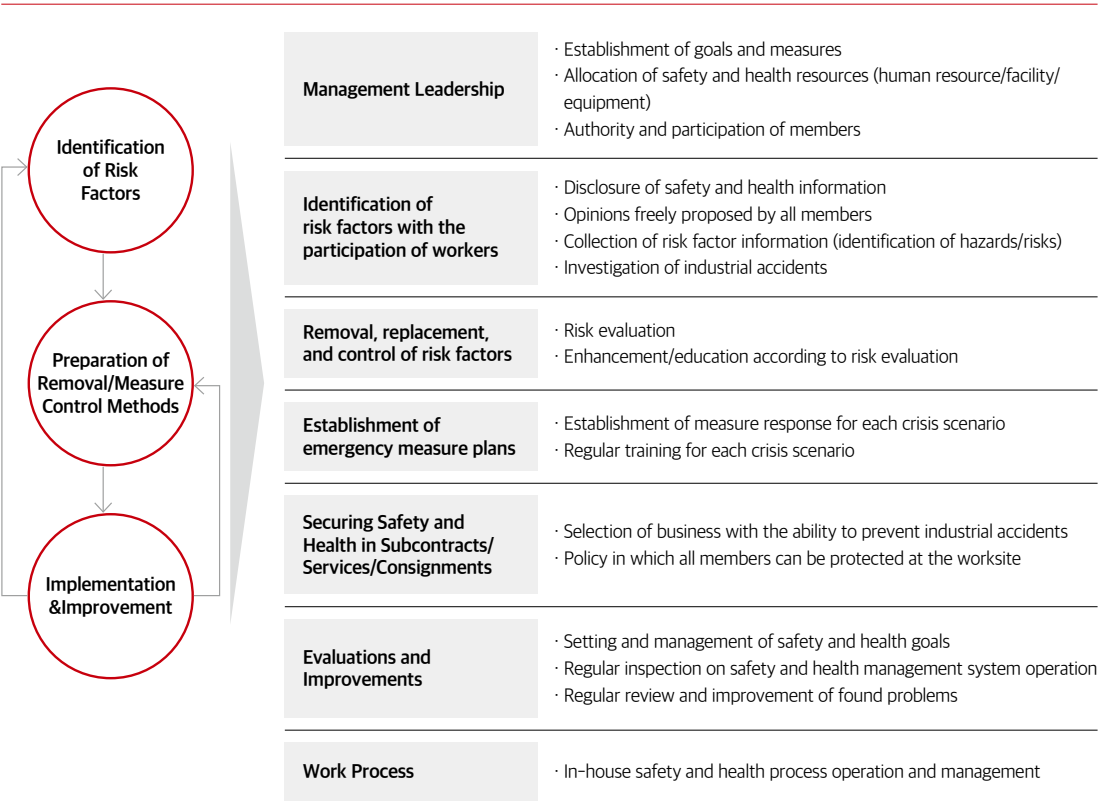 Identification
of Risk
Factors
Preparation of
Removal/Measure
Control Methods
Implementation
&Improvement
Management Leadership
· Establishment of goals and measures
· Allocation of safety and health resources (human resource/facility/
equipment)
· Authority and participation of members
Identification of
risk factors with the
participation of workers
· Disclosure of safety and health information
· Opinions freely proposed by all members
· Collection of risk factor information (identification of hazards/risks)
· Investigation of industrial accidents
Removal, replacement,
and control of risk factors
· Risk evaluation
· Enhancement/education according to risk evaluation
Establishment of
emergency measure plans
· Establishment of measure response for each crisis scenario
· Regular training for each crisis scenario
Securing Safety and
Health in Subcontracts/
Services/Consignments
· Selection of business with the ability to prevent industrial accidents
· Policy in which all members can be protected at the worksite
Evaluations and
Improvements
· Setting and management of safety and health goals
· Regular inspection on safety and health management system operation
· Regular review and improvement of found problems
Work Process
· In-house safety and health process operation and management